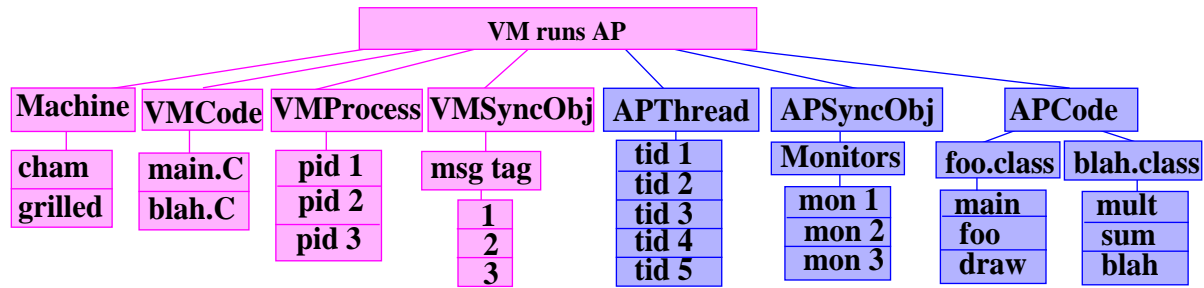 VM runs AP
Machine
VMCode
VMProcess
VMSyncObj
APThread
APSyncObj
APCode
cham
grilled
main.C
blah.C
pid 1
pid 2
pid 3
msg tag
1
2
3
tid 1
tid 2
tid 3
tid 4
tid 5
Monitors
mon 1
mon 2
mon 3
foo.class
main
foo
draw
blah.class
mult
sum
blah